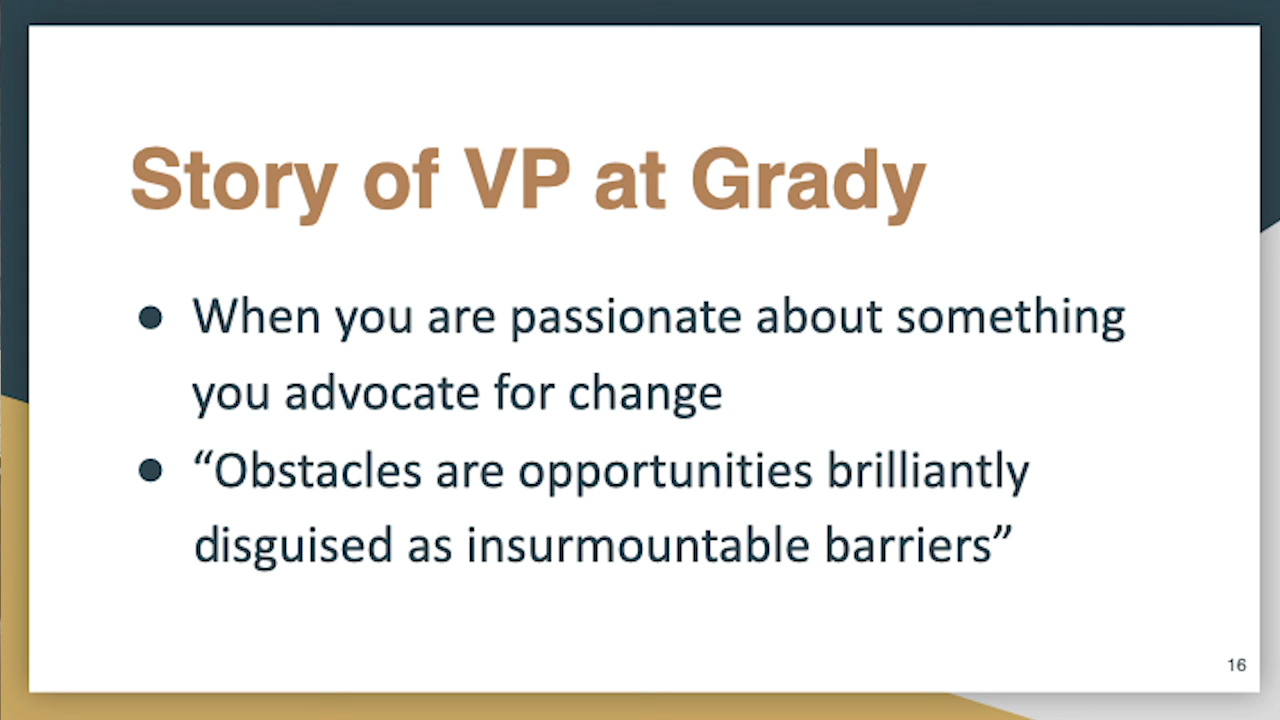 Story of VP at Grady
● When you are passionate about something
you advocate for change
● “Obstacles are opportunities brilliantly
disguised as insurmountable barriers”
16